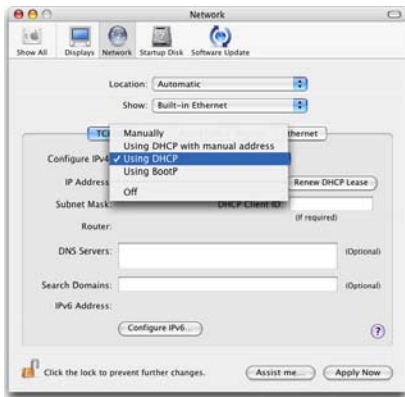 Network
Show All Displays Network Startup Disk Software Update
Location: Automatic
Show: Built-in Ethernet
Manually
Using DHCP with manual address
Configure IPv4 ✓ Using DHCP
Using BootP
IP Address Renew DHCP Lease
Off
Subnet Mask DHCP Client ID:
(If required)
Router:
DNS Servers: (Optional)
Search Domains: (Optional)
IPv6 Address:
Configure IPv6... ?
Click the lock to prevent further changes. Assist me... Apply Now